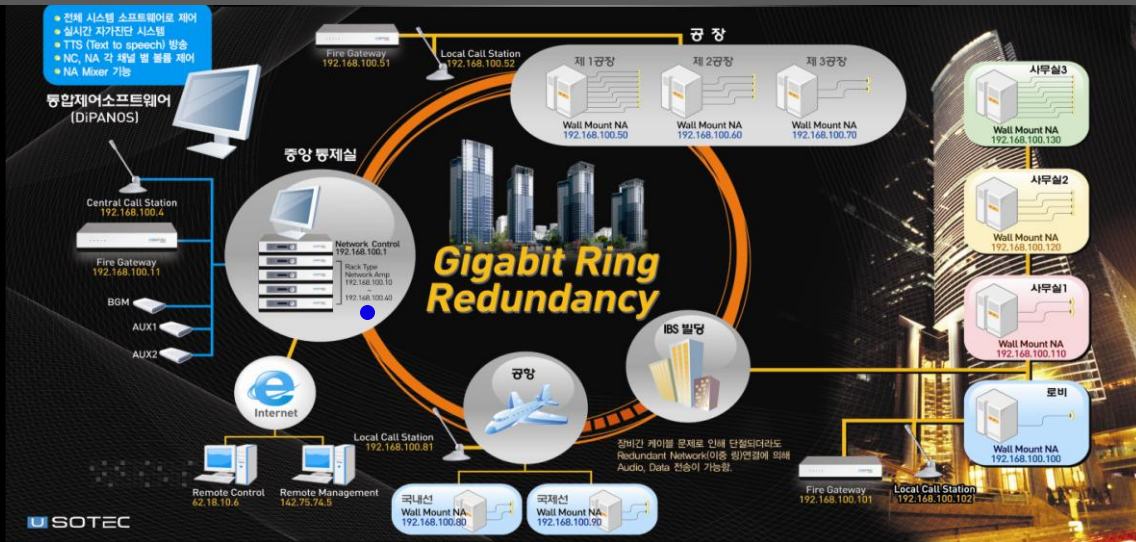 전체 시스템 소프트웨어로 제어
실시간 자가진단 시스템
TTS (Text to speech) 방송
NC, NA 각 채널 별 볼륨 제어
NA Mixer 기능
통합제어소프트웨어
(DiPANOS)
Fire Gateway
192.168.100.51
Local Call Station
192.168.100.52
공 장
제 1공장
Wall Mount NA
192.168.100.50
제 2공장
Wall Mount NA
192.168.100.60
제 3공장
Wall Mount NA
192.168.100.70
사무실3
Wall Mount NA
192.168.100.130
사무실2
Wall Mount NA
192.168.100.120
사무실1
Wall Mount NA
192.168.100.110
로비
Wall Mount NA
192.168.100.100
중앙 통제실
Network Control
192.168.100.1
Rack Type
Network Amp
192.168.100.10
~
192.168.100.40
Central Call Station
192.168.100.4
Fire Gateway
192.168.100.11
BGM
AUX1
AUX2
Gigabit Ring
Redundancy
IBS 빌딩
공항
Internet
Remote Control
62.18.10.6
Remote Management
142.75.74.5
Local Call Station
192.168.100.81
국내선
Wall Mount NA
192.168.100.80
국제선
Wall Mount NA
192.168.100.90
장비간 케이블 문제로 인해 단절되더라도
Redundant Network(이중 링)연결에 의해
Audio, Data 전송이 가능함.
Fire Gateway
192.168.100.101
Local Call Station
192.168.100.102
U SOTEC